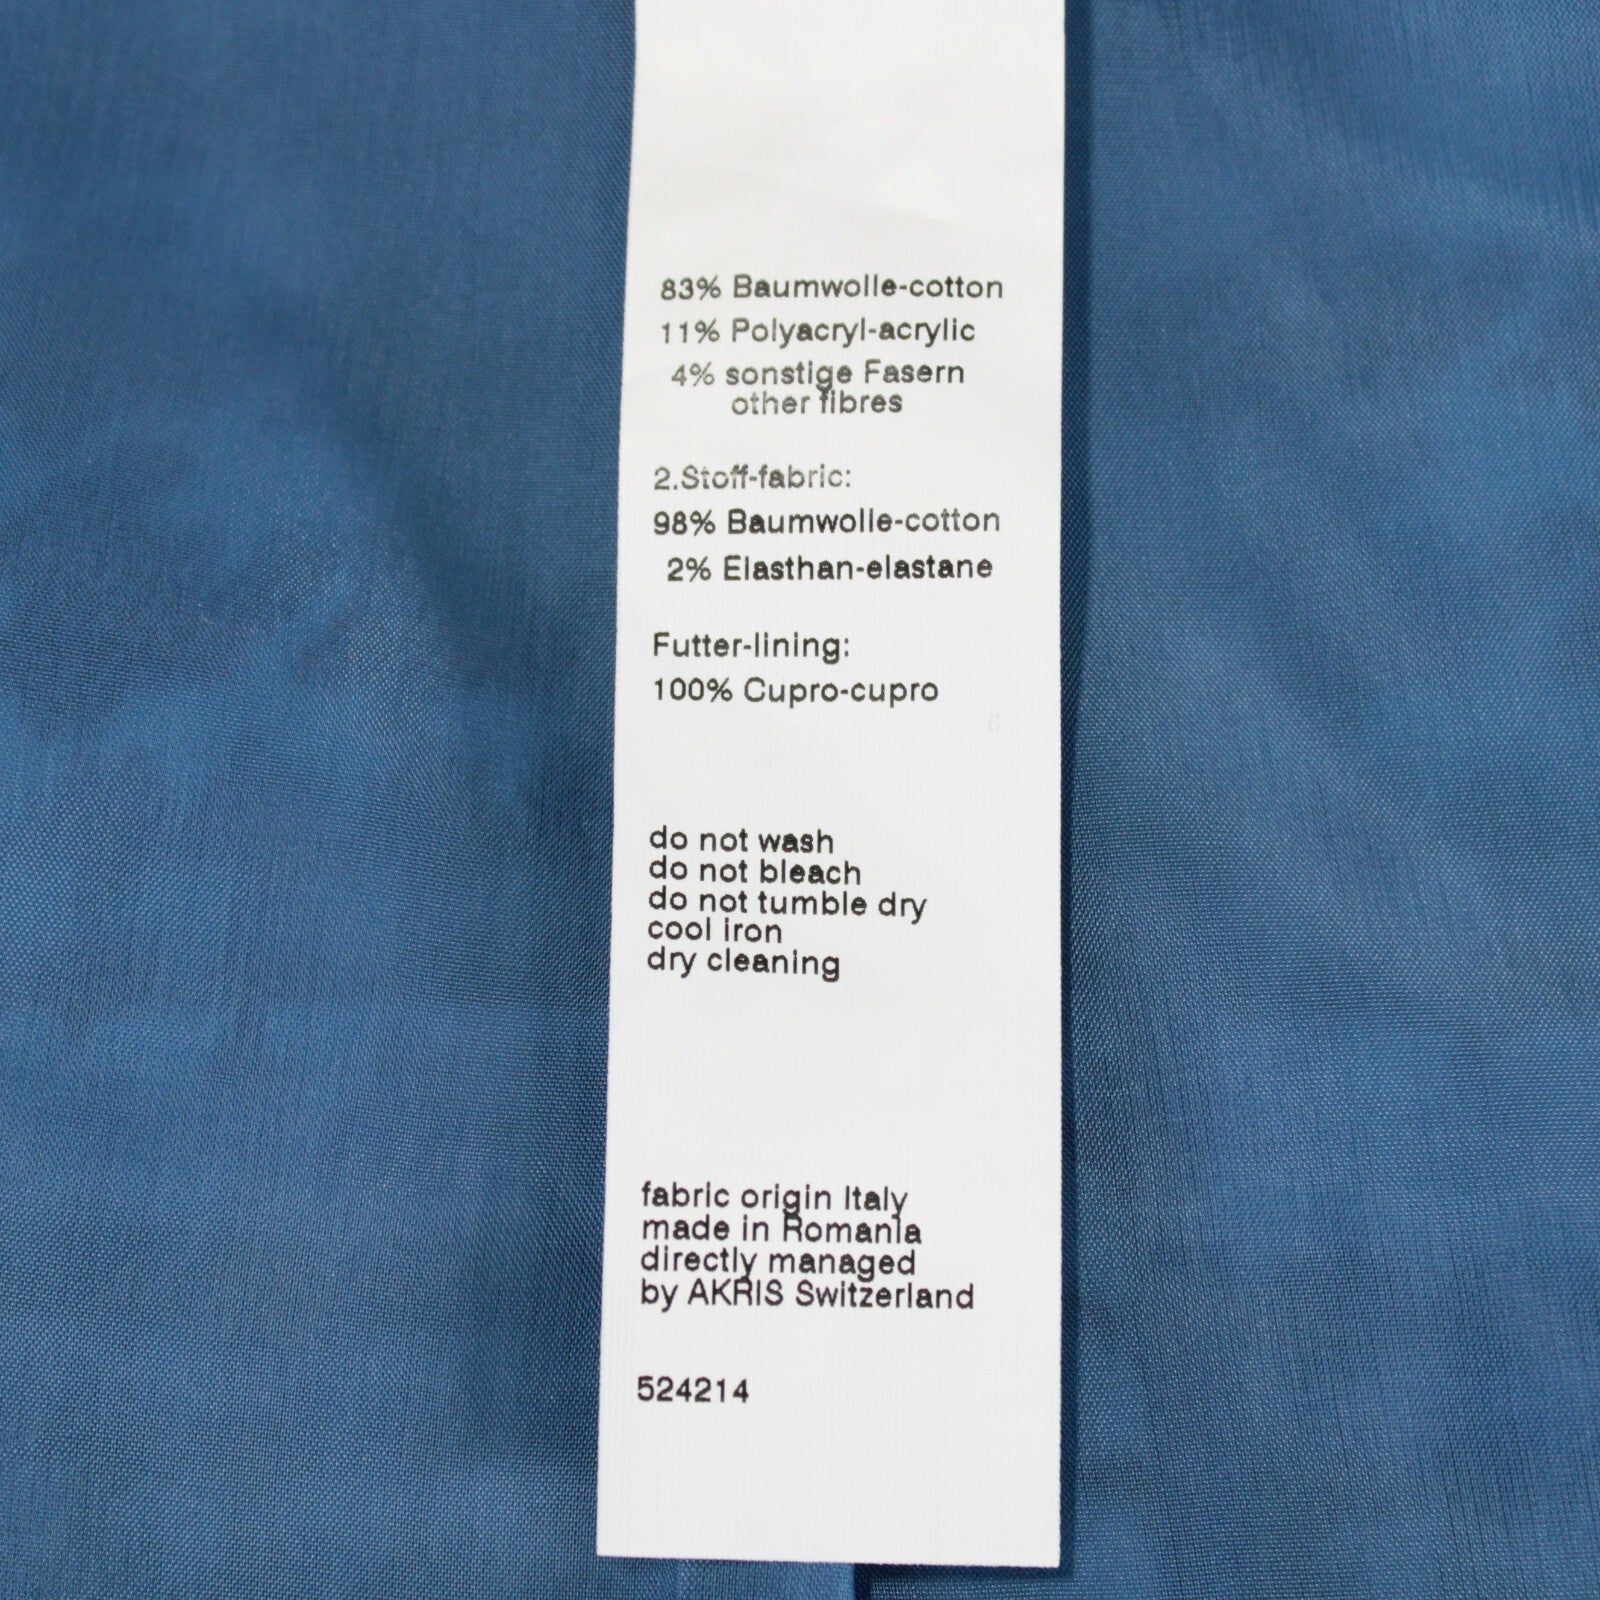 83% Baumwolle-cotton
11% Polyacryl-acrylic
4% sonstige Fasern
other fibres
2.Stoff-fabric:
98% Baumwolle-cotton
2% Elasthan-elastane
Futter-lining:
100% Cupro-cupro
do not wash
do not bleach
do not tumble dry
cool iron
dry cleaning
fabric origin Italy
made in Romania
directly managed
by AKRIS Switzerland
524214